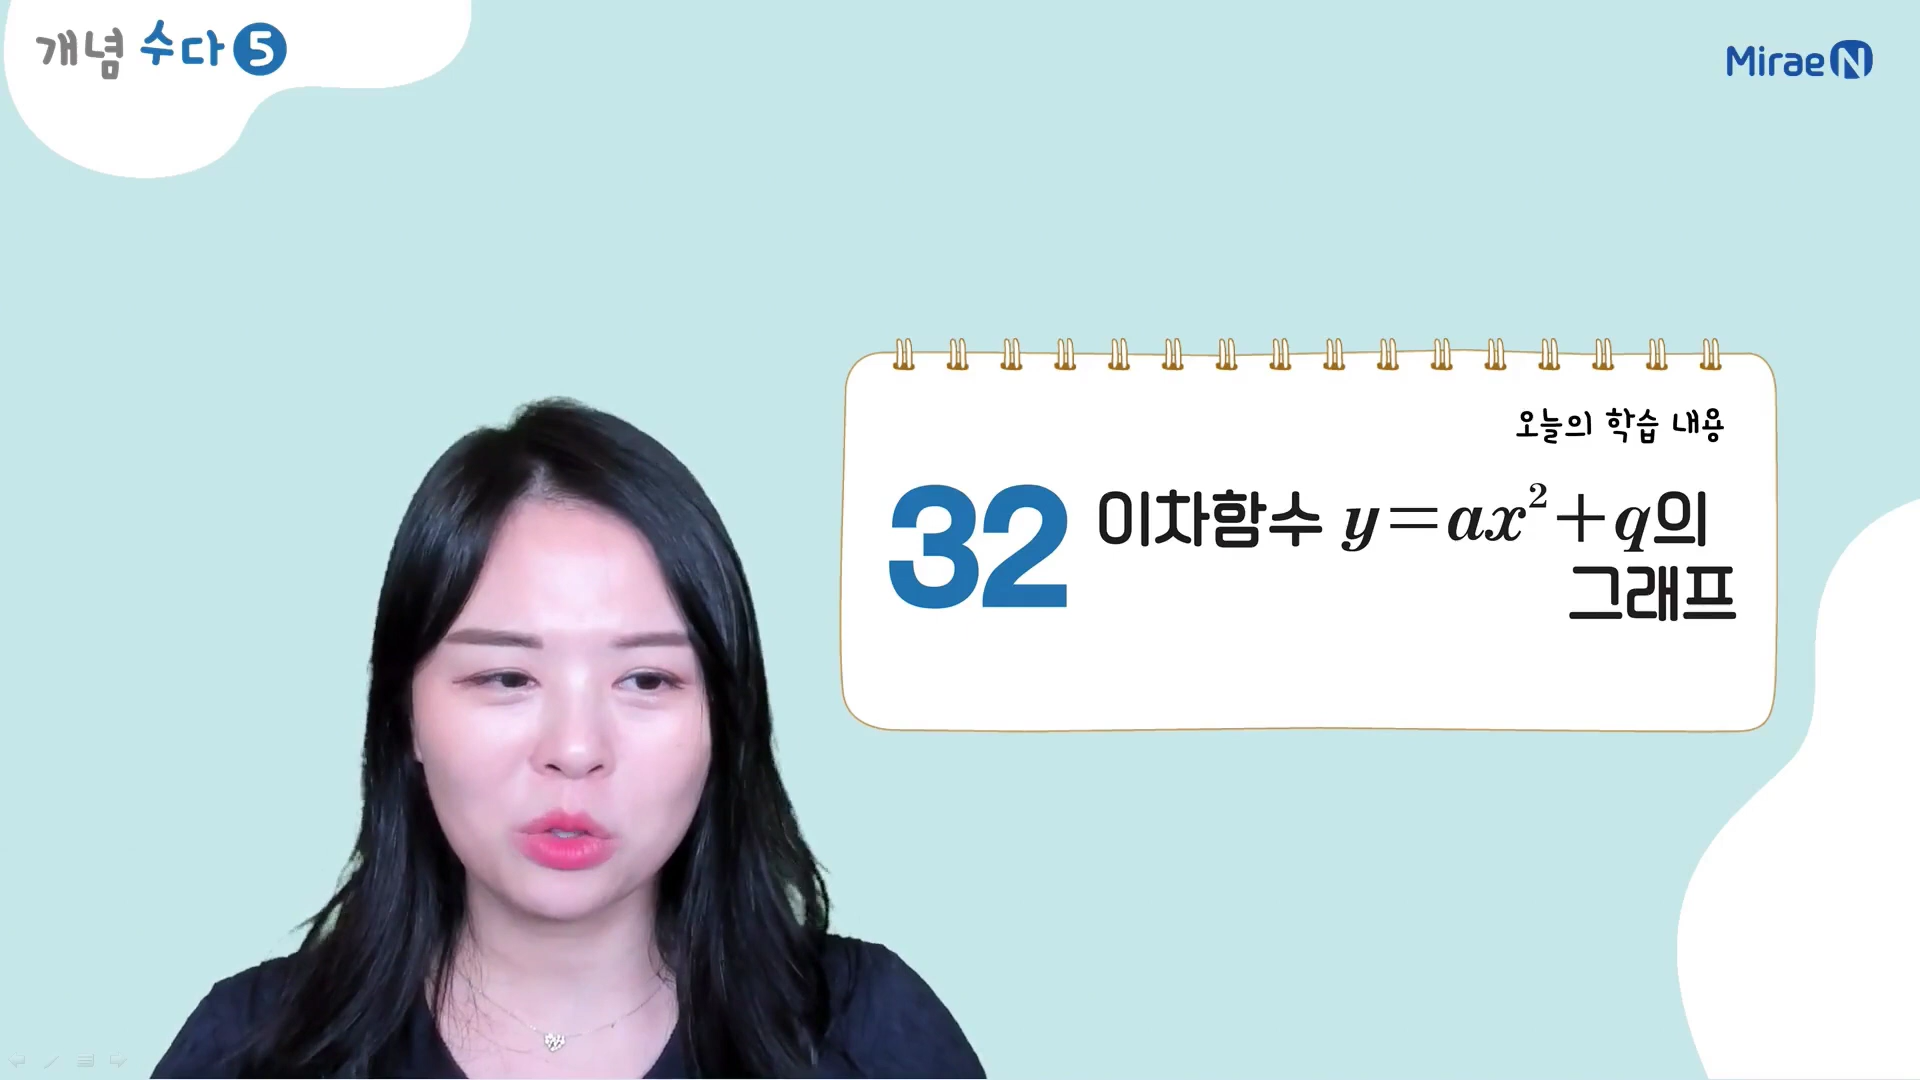 개념 수다 5
Mirae N
오늘의 학습 내용
32 이차함수 y=ax²+q의
그래프